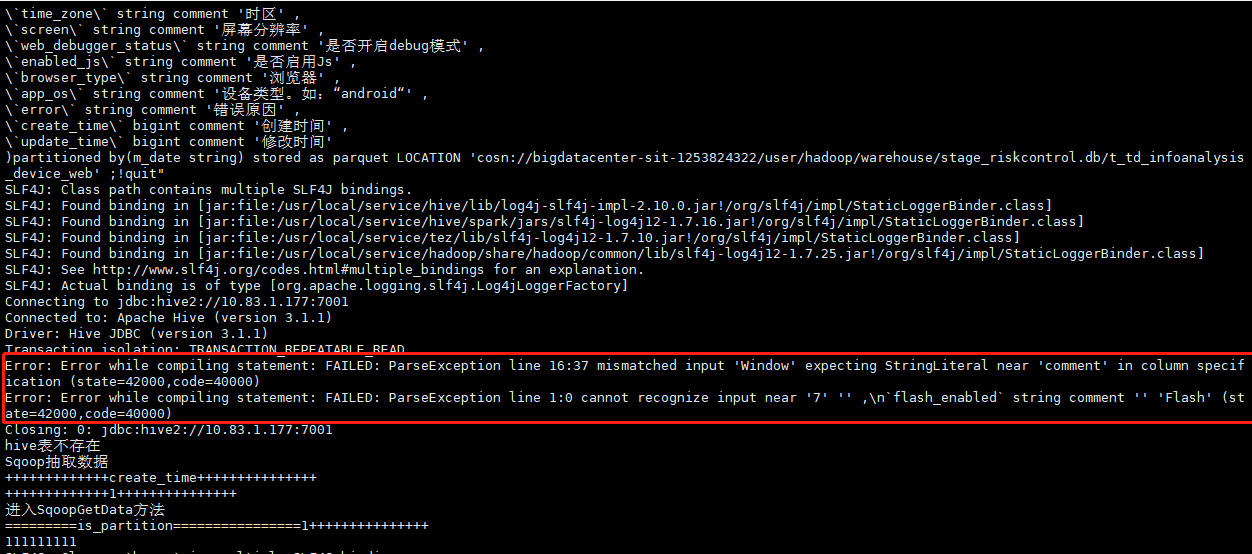 \`time_zone\` string comment '时区' ,
\`screen\` string comment '屏幕分辨率' ,
\`web_debugger_status\` string comment '是否开启debug模式' ,
\`enabled_js\` string comment '是否启用Js' ,
\`browser_type\` string comment '浏览器' ,
\`app_os\` string comment '设备类型。如：“android“' ,
\`error\` string comment '错误原因' ,
\`create_time\` bigint comment '创建时间' ,
\`update_time\` bigint comment '修改时间'
)partitioned by(m_date string) stored as parquet LOCATION 'cosn://bigdatacenter-sit-1253824322/user/hadoop/warehouse/stage_riskcontrol.db/t_td_infoanalysis
_device_web' ;!quit"
SLF4J: Class path contains multiple SLF4J bindings.
SLF4J: Found binding in [jar:file:/usr/local/service/hive/lib/log4j-slf4j-impl-2.10.0.jar!/org/slf4j/impl/StaticLoggerBinder.class]
SLF4J: Found binding in [jar:file:/usr/local/service/hive/spark/jars/slf4j-log4j12-1.7.16.jar!/org/slf4j/impl/StaticLoggerBinder.class]
SLF4J: Found binding in [jar:file:/usr/local/service/tez/lib/slf4j-log4j12-1.7.10.jar!/org/slf4j/impl/StaticLoggerBinder.class]
SLF4J: Found binding in [jar:file:/usr/local/service/hadoop/share/hadoop/common/lib/slf4j-log4j12-1.7.25.jar!/org/slf4j/impl/StaticLoggerBinder.class]
SLF4J: See http://www.slf4j.org/codes.html#multiple_bindings for an explanation.
SLF4J: Actual binding is of type [org.apache.logging.slf4j.Log4jLoggerFactory]
Connecting to jdbc:hive2://10.83.1.177:7001
Connected to: Apache Hive (version 3.1.1)
Driver: Hive JDBC (version 3.1.1)
Transaction isolation: TRANSACTION_REPEATABLE_READ
Error: Error while compiling statement: FAILED: ParseException line 16:37 mismatched input 'Window' expecting StringLiteral near 'comment' in column specif
ication (state=42000,code=40000)
Error: Error while compiling statement: FAILED: ParseException line 1:0 cannot recognize input near '7' '' ,\n`flash_enabled` string comment '' 'Flash' (st
ate=42000,code=40000)
Closing: 0: jdbc:hive2://10.83.1.177:7001
hive表不存在
Sqoop抽取数据
+++++++++++++create_time+++++++++++++++
+++++++++++++1+++++++++++++++
进入SqoopGetData方法
=========is_partition================1+++++++++++++++
111111111